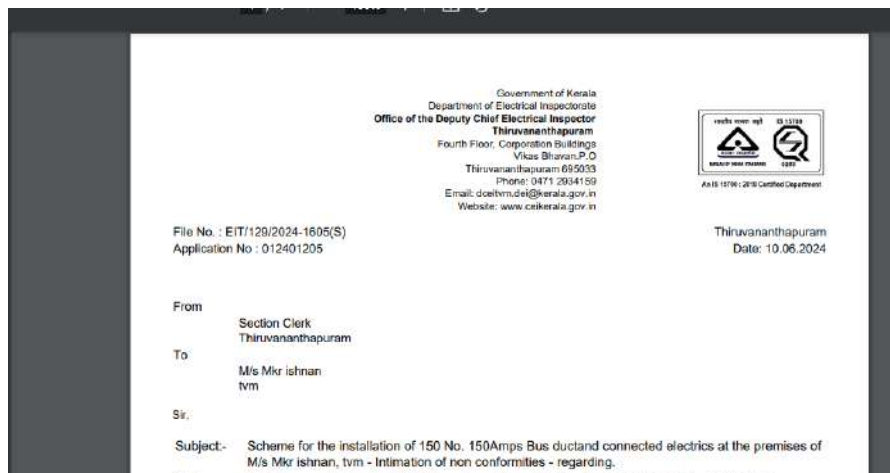 Government of Kerala
Department of Electrical Inspectorate
Office of the Deputy Chief Electrical Inspector
Thiruvananthapuram
Fourth Floor, Corporation Buildings
Vikas Bhavan.P.O
Thiruvananthapuram 695033
Phone: 0471 2934159
Email: dceitvm.dei@kerala.gov.in
Website: www.ceikerala.gov.in
IS 15700
An IS 15700 : 2018 Certified Department
File No. : EIT/129/2024-1605(S)
Application No : 012401205
Thiruvananthapuram
Date: 10.06.2024
From
Section Clerk
Thiruvananthapuram
To
M/s Mkr ishnan
tvm
Sir,
Subject:- Scheme for the installation of 150 No. 150Amps Bus ductand connected electrics at the premises of
M/s Mkr ishnan, tvm - Intimation of non conformities - regarding.